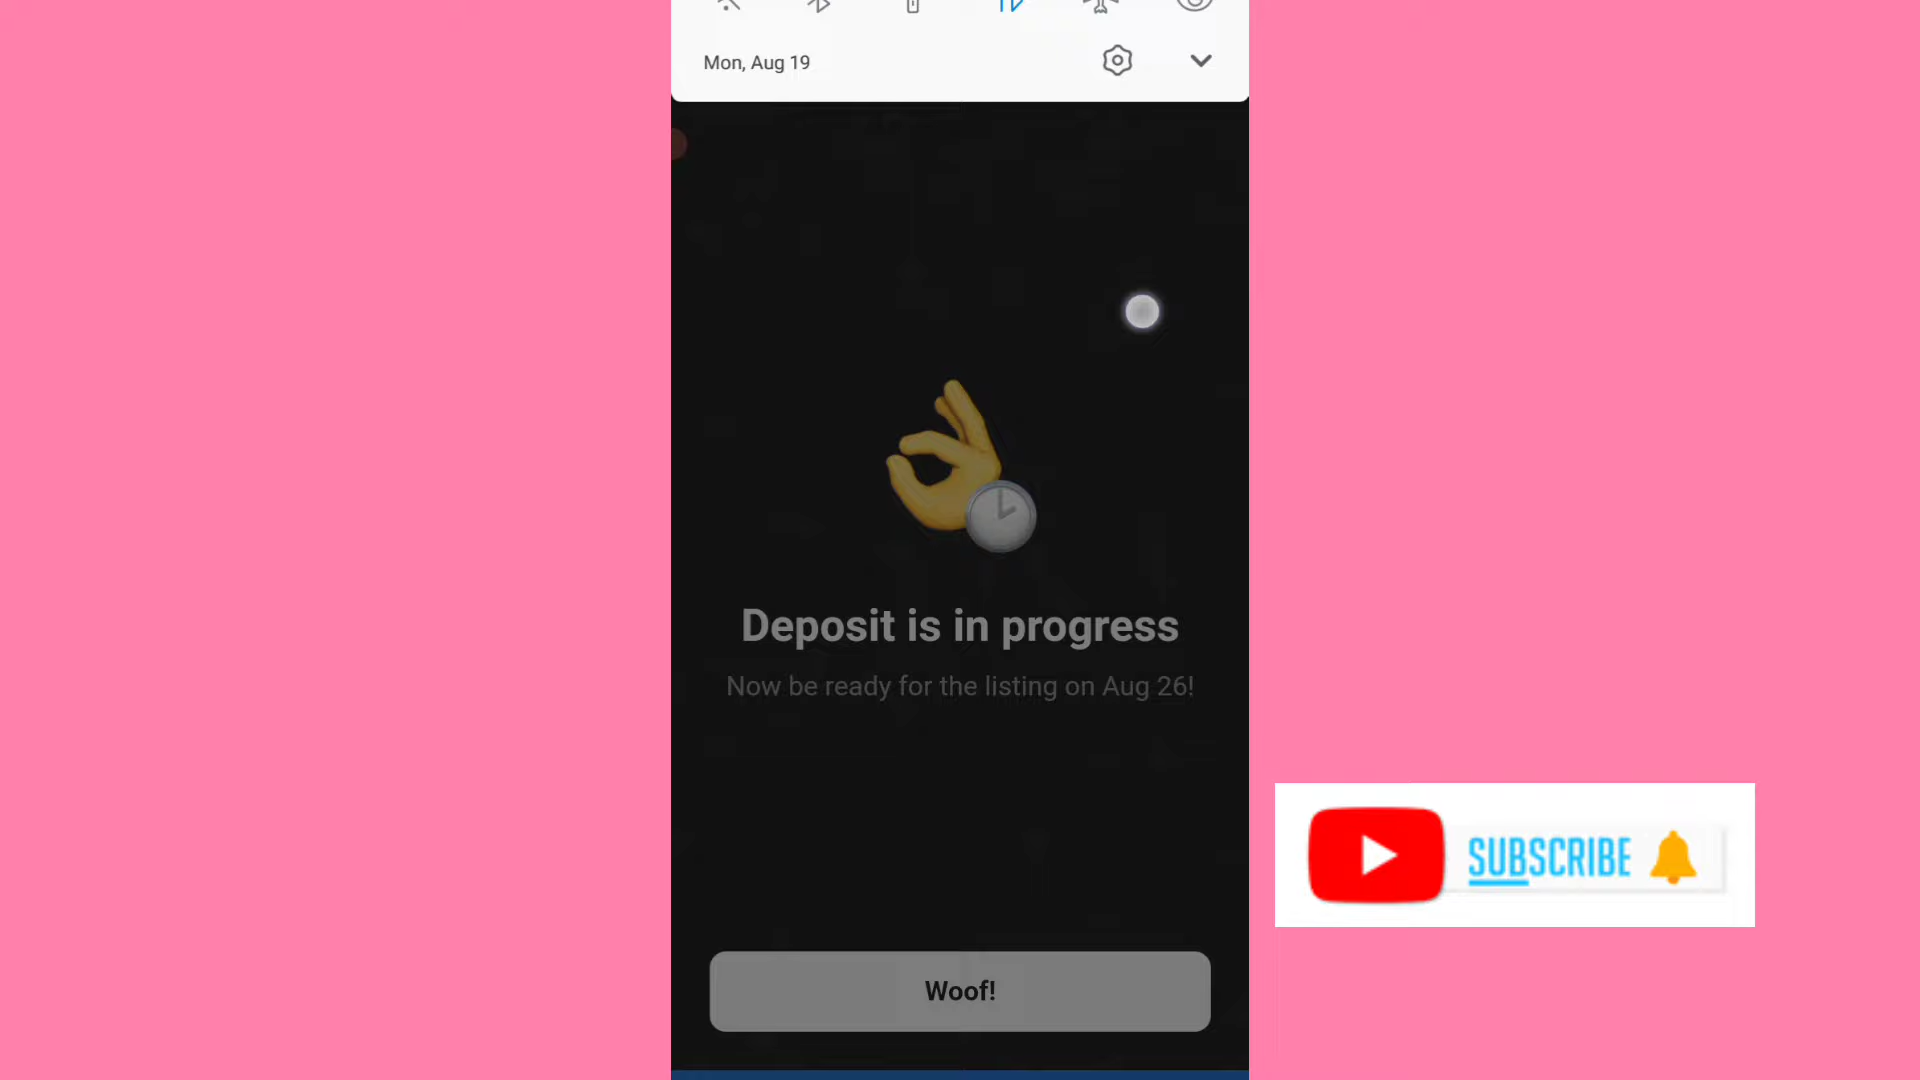 Mon, Aug 19
Deposit is in progress
Now be ready for the listing on Aug 26!
SUBSCRIBE
Woof!